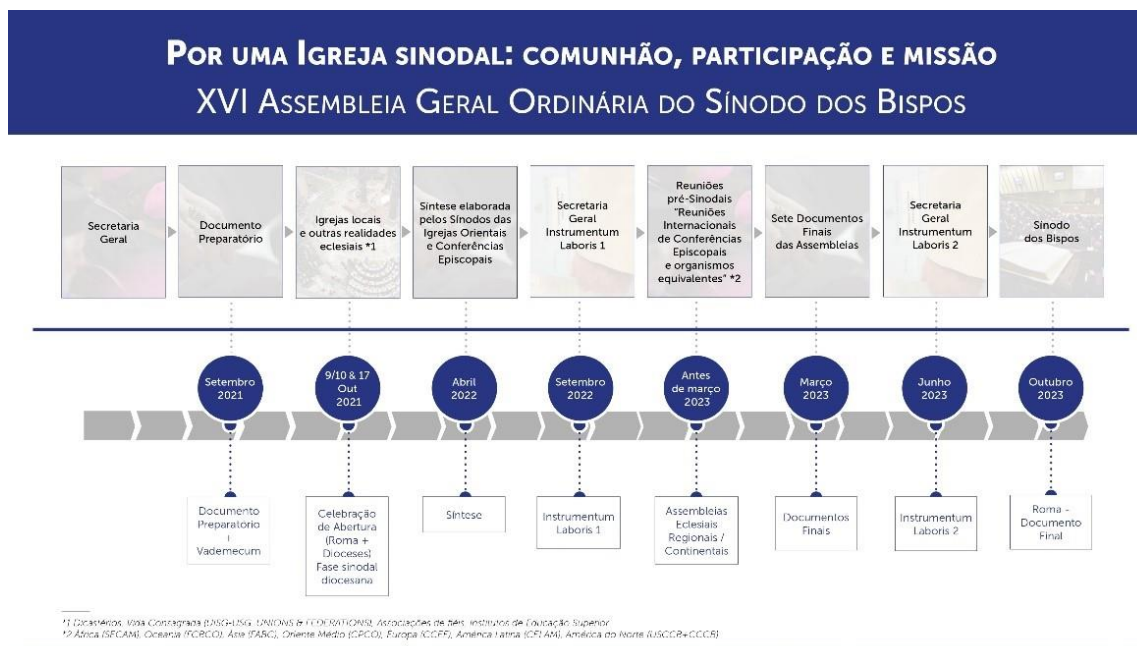 POR UMA IGREJA SINODAL: COMUNHÃO, PARTICIPAÇÃO E MISSÃO
XVI ASSEMBLEIA GERAL ORDINÁRIA DO SÍNODO DOS BISPOS
Secretaria
Geral
Documento
Preparatório
Igrejas locais
e outras realidades
eclesiais *1
Síntese elaborada
pelos Sínodos das
Igrejas Orientais
e Conferências
Episcopais
Secretaria
Geral
Instrumentum
Laboris 1
Reuniões
pré-Sinodais
"Reuniões
Internacionais
de Conferências
Episcopais
e organismos
equivalentes" *2
Sete Documentos
Finais
das Assembleias
Secretaria
Geral
Instrumentum
Laboris 2
Sínodo
dos Bispos
Setembro
2021
9/10 & 17
Out
2021
Abril
2022
Setembro
2022
Antes
de março
2023
Março
2023
Junho
2023
Outubro
2023
Documento
Preparatório
Vademecum
Celebração
de Abertura
(Roma +
Dioceses)
Fase sinodal
diocesana
Síntese
Instrumentum
Laboris 1
Assembleias
Eclesiais
Regionais /
Continentais
Documentos
Finais
Instrumentum
Laboris 2
Roma -
Documento
Final
*1 Dicastérios, Vida Consagrada (UISG-USG, UNIONS & FEDERATIONS), Associações de fiéis, Institutos de Educação Superior
*2 África (SECAM), Oceania (FCBCO), Ásia (FABC), Oriente Médio (CPCO), Europa (CCEE), América Latina (CELAM), América do Norte (USCCB+CCCB)